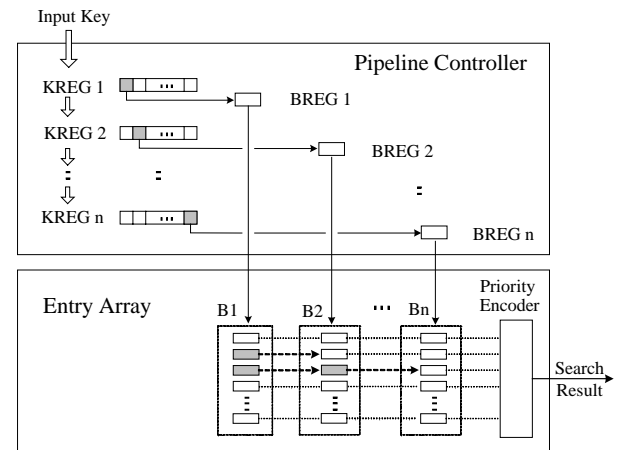 Input Key
Pipeline Controller
KREG 1
BREG 1
KREG 2
BREG 2
KREG n
BREG n
Entry Array
B1
B2
Bn
Priority
Encoder
Search
Result